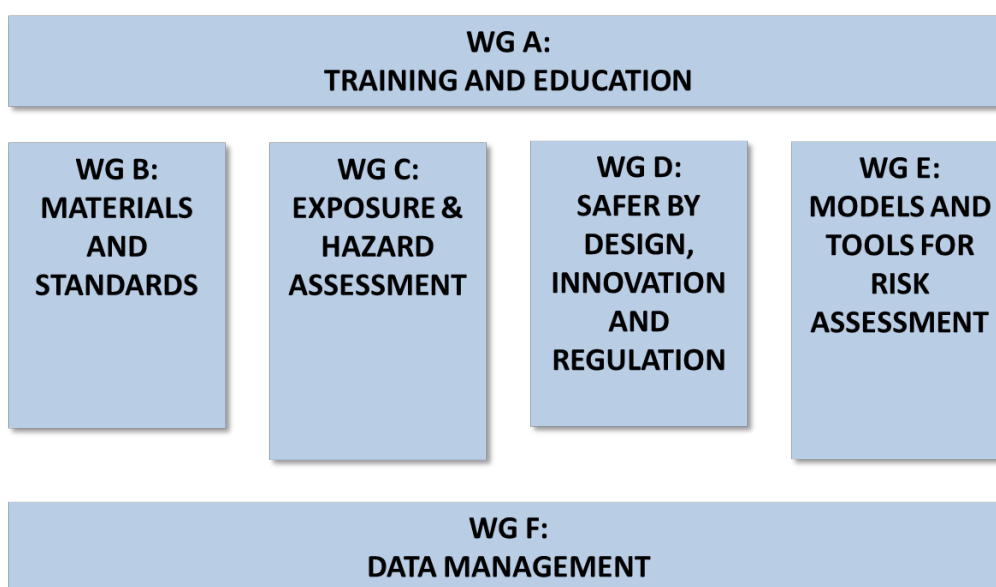 WG A:
TRAINING AND EDUCATION
WG B:
MATERIALS
AND
STANDARDS
WG C:
EXPOSURE &
HAZARD
ASSESSMENT
WG D:
SAFER BY
DESIGN,
INNOVATION
AND
REGULATION
WG E:
MODELS AND
TOOLS FOR
RISK
ASSESSMENT
WG F:
DATA MANAGEMENT